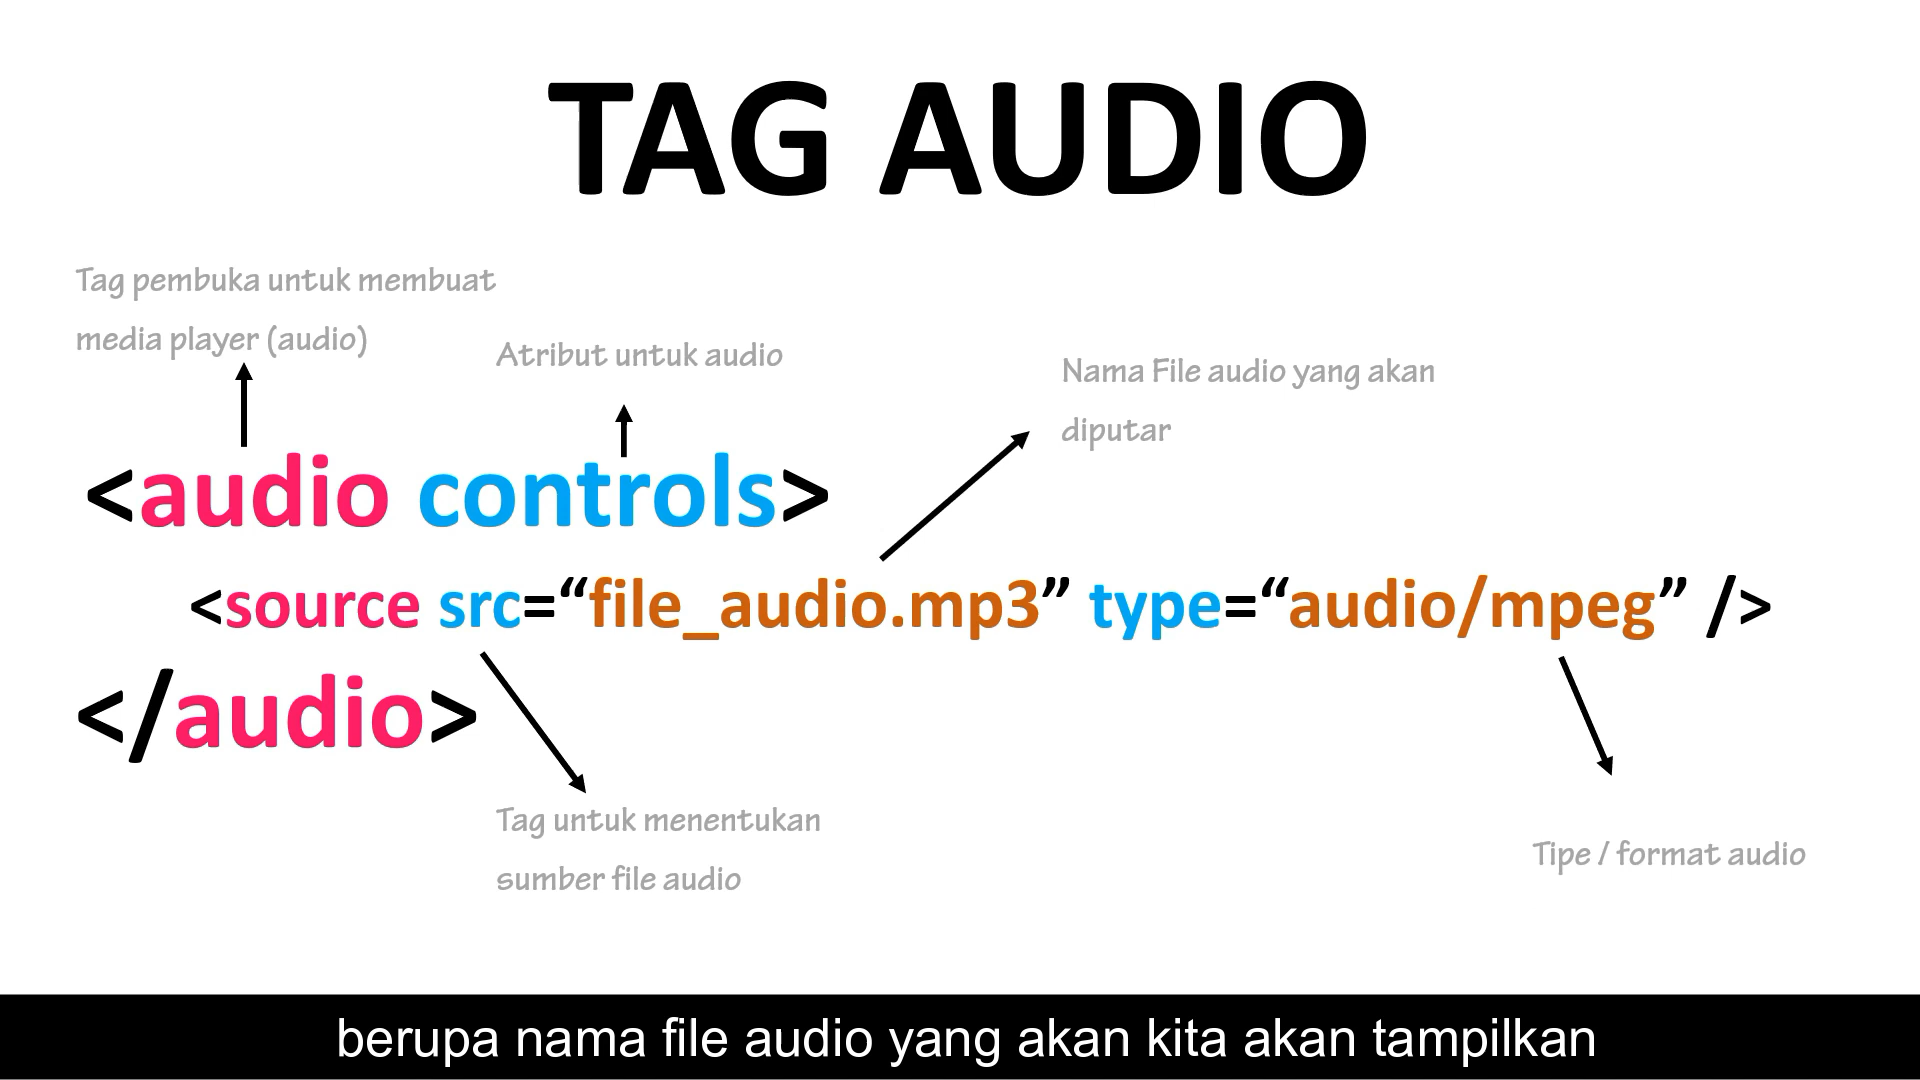 TAG AUDIO
Tag pembuka untuk membuat
media player (audio)
Atribut untuk audio
Nama File audio yang akan
diputar
<audio controls>
<source src=“file_audio.mp3” type=“audio/mpeg” />
</audio>
Tag untuk menentukan
sumber file audio
Tipe / format audio
berupa nama file audio yang akan kita akan tampilkan